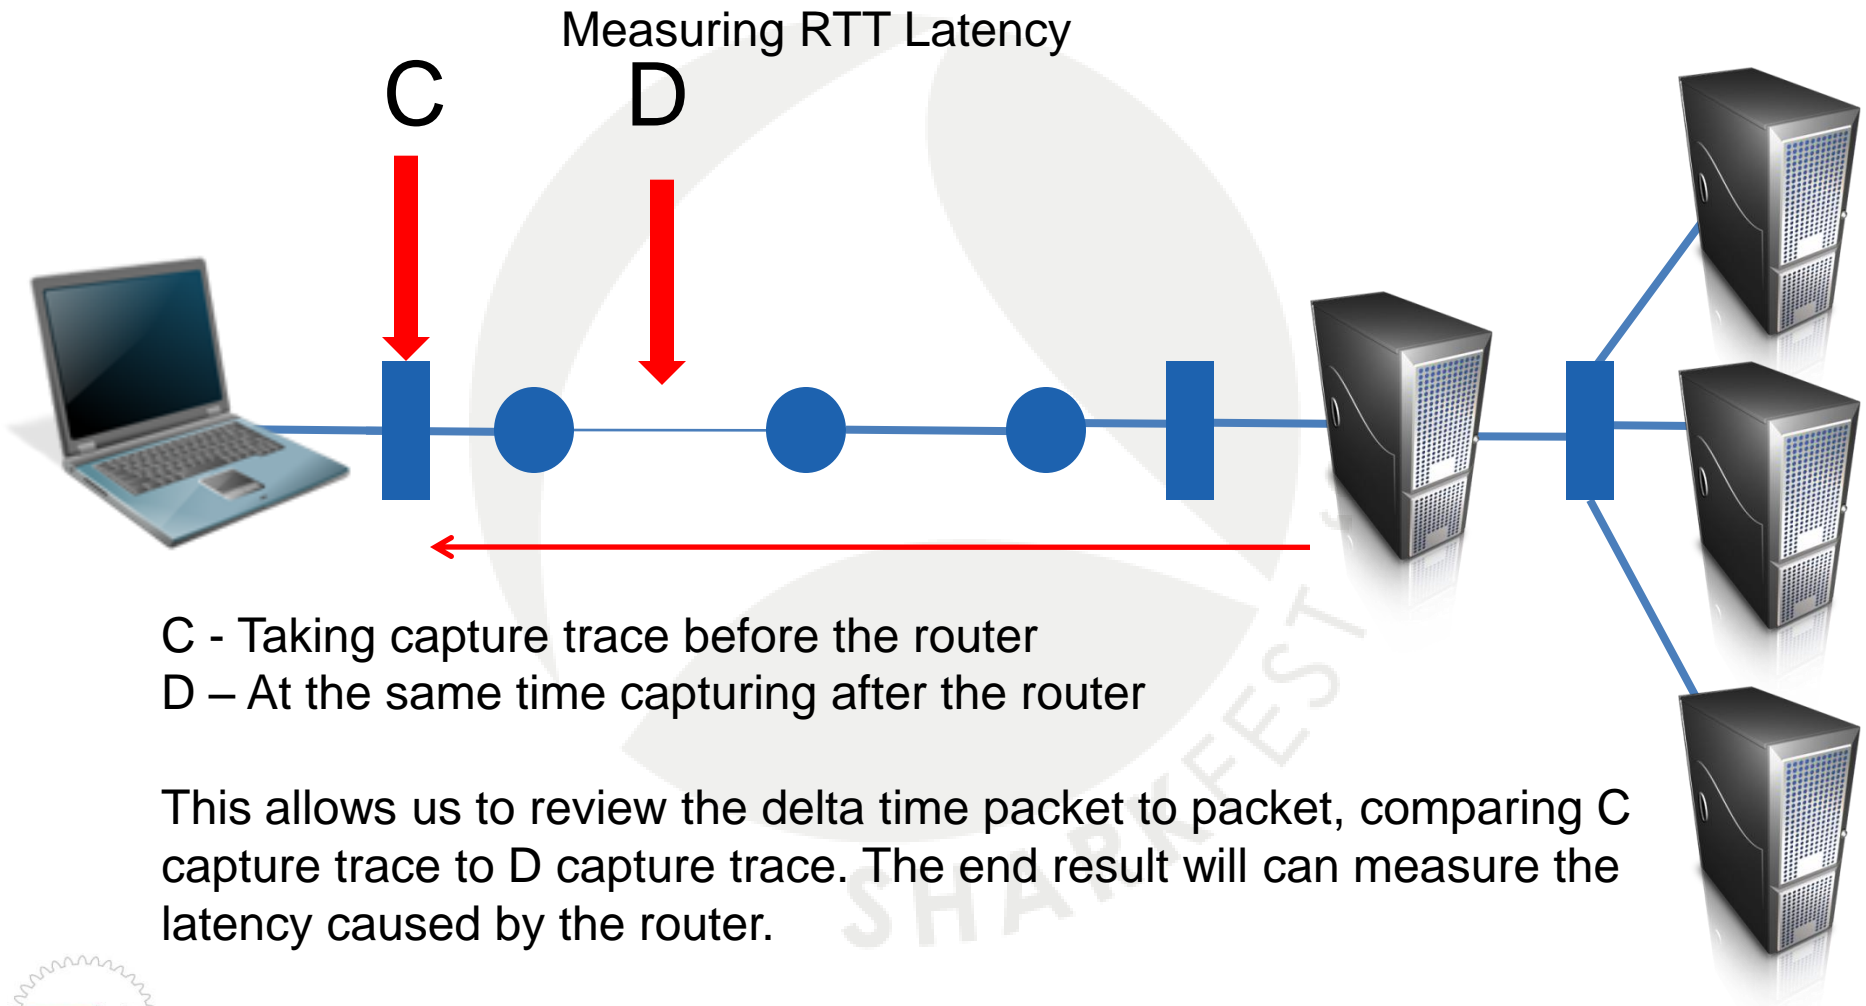 Measuring RTT Latency
C D
C - Taking capture trace before the router
D – At the same time capturing after the router
This allows us to review the delta time packet to packet, comparing C
capture trace to D capture trace. The end result will can measure the
latency caused by the router.
SHARKFEST